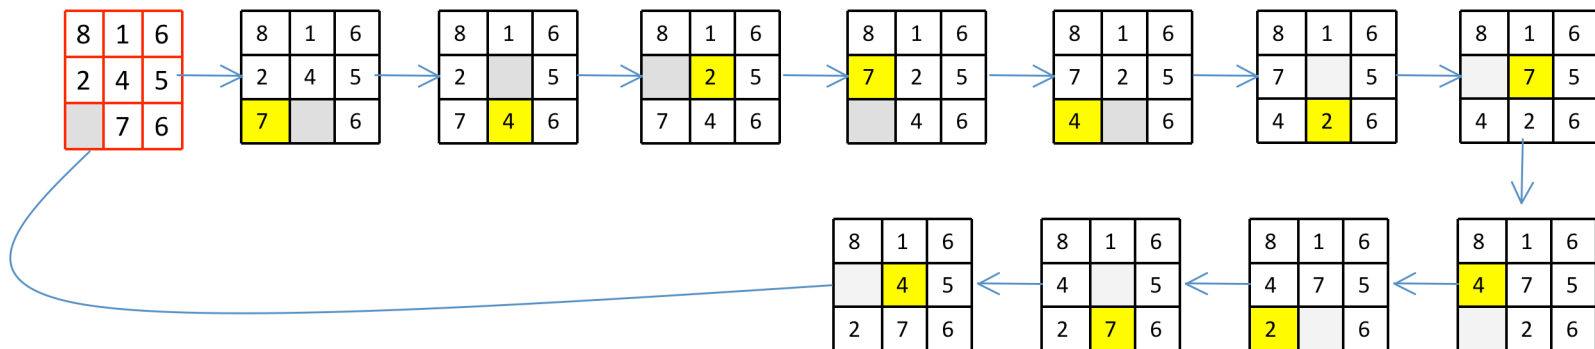 8 1 6 8 1 6 8 1 6 8 1 6 8 1 6 8 1 6 8 1 6 8 1 6
2 4 5 2 4 5 2 5 2 5 7 2 5 7 2 5 7 5 7 5
7 6 7 6 7 4 6 7 4 6 4 6 4 6 4 2 6 4 2 6
8 1 6 8 1 6 8 1 6 8 1 6
4 5 4 5 4 7 5 4 7 5
2 7 6 2 7 6 2 6 2 6